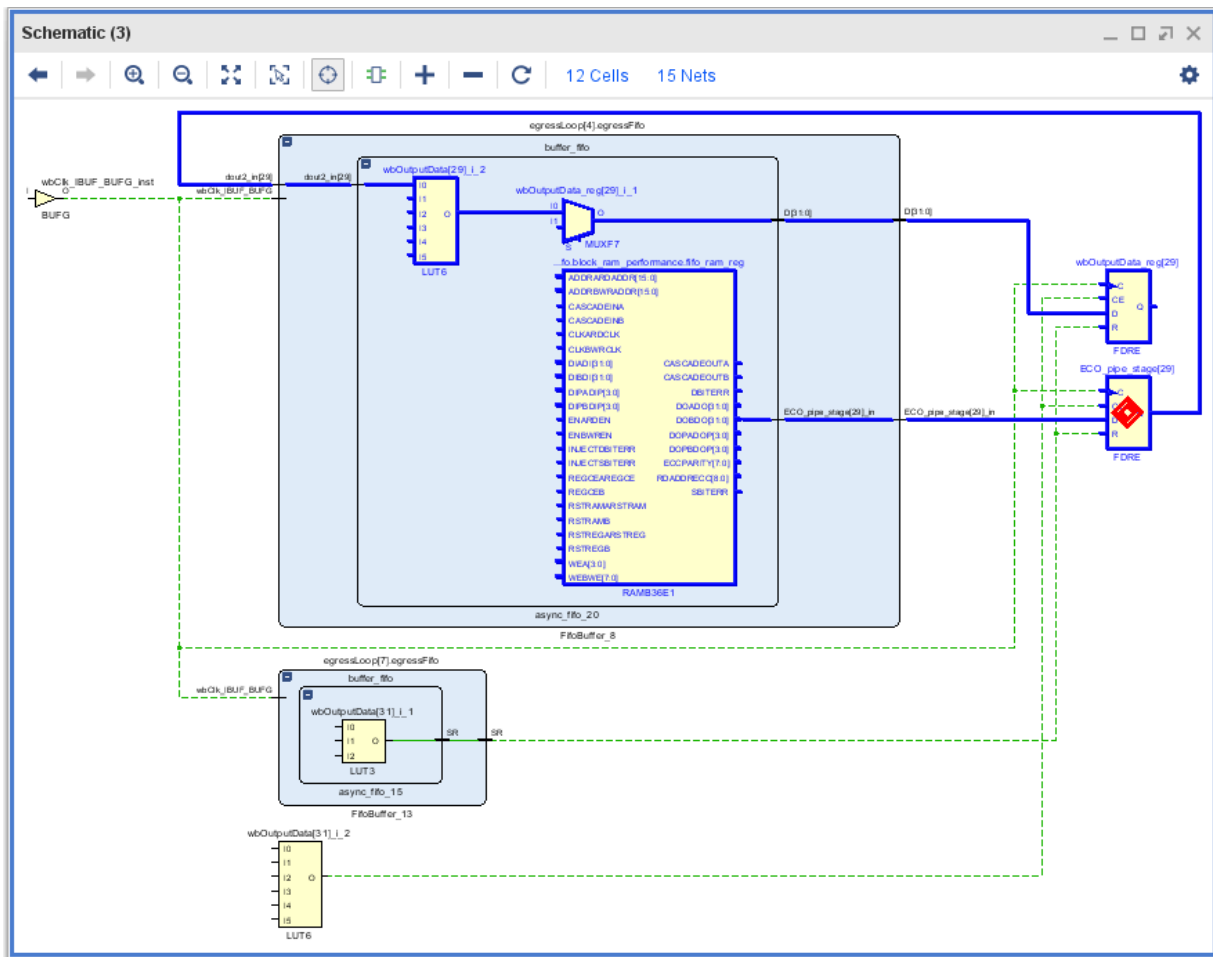 Schematic (3)
12 Cells 15 Nets
egressLoop[4].egressFifo
buffer_fifo
wbClk_IBUF_BUFG_inst
I O
BUFG
dout2_in[29] dout2_in[29]
wbClk_IBUF_BUFG
wbOutputData[29]_i_2
I0
I1
I2 O
I3
I4
I5
LUT6
wbOutputData_reg[29]_i_1
I0 O
I1
S MUXF7
D[31:0] D[31:0]
...fo.block_ram_performance.fifo_ram_reg
ADDRARDADDR[15:0]
ADDRBWRADDR[15:0]
CASCADEINA
CASCADEINB
CLKARDCLK
CLKBWRCLK
DIADI[31:0] CASCADEOUTA
DIBDI[31:0] CASCADEOUTB
DIPADIP[3:0] DBITERR
DIPBDIP[3:0] DOADO[31:0]
ENARDEN DOBDO[31:0]
ENBWREN DOPADOP[3:0]
INJECTDBITERR DOPBDOP[3:0]
INJECTSBITERR ECCPARITY[7:0]
REGCEAREGCE RDADDRECC[8:0]
REGCEB SBITERR
RSTRAMARSTRAM
RSTRAMB
RSTREGARSTREG
RSTREGB
WEA[3:0]
WEBWE[7:0]
RAMB36E1
ECO_pipe_stage[29]_in ECO_pipe_stage[29]_in
async_fifo_20
FifoBuffer_8
wbOutputData_reg[29]
C
CE Q
D
R
FDRE
ECO_pipe_stage[29]
C
D
R
FDRE
egressLoop[7].egressFifo
buffer_fifo
wbClk_IBUF_BUFG
wbOutputData[31]_i_1
I0
I1 O
I2
LUT3
SR SR
async_fifo_15
FifoBuffer_13
wbOutputData[31]_i_2
I0
I1
I2 O
I3
I4
I5
LUT6